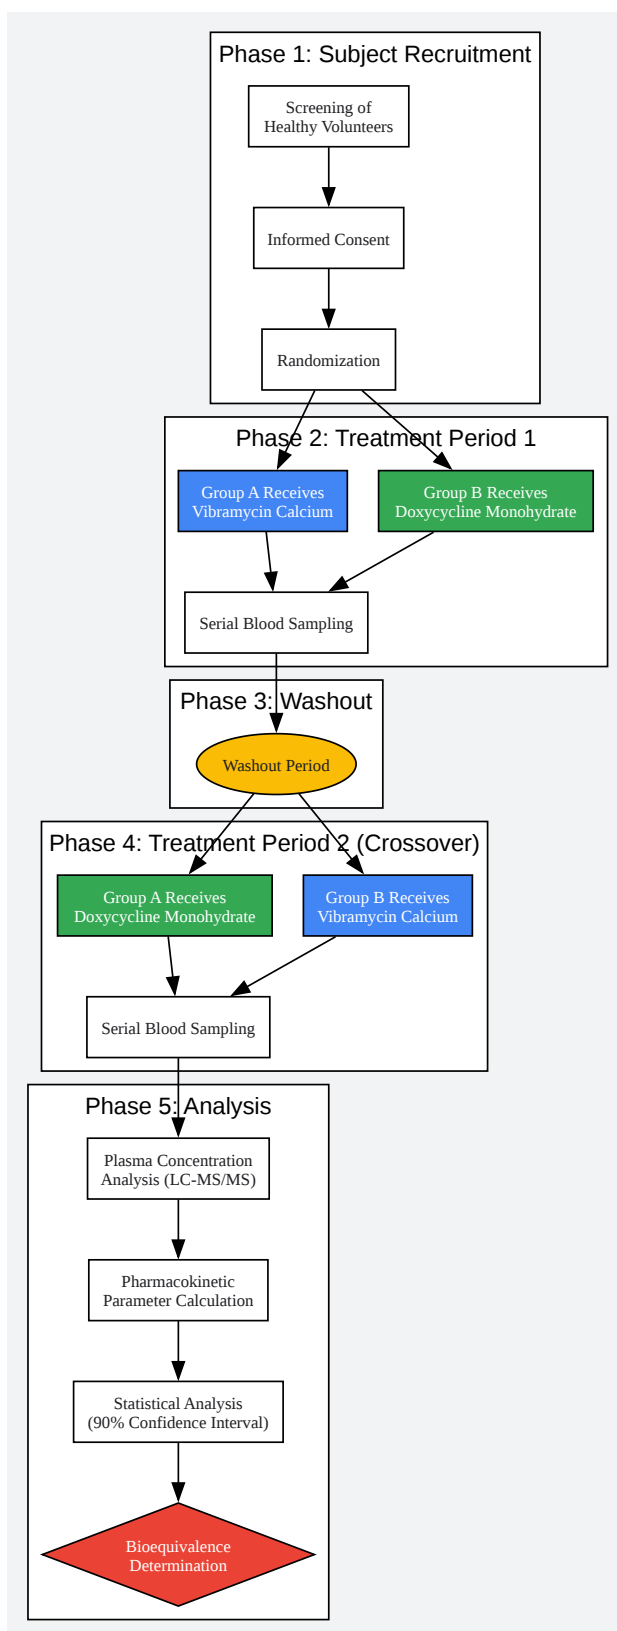 Phase 1: Subject Recruitment
Screening of
Healthy Volunteers
Informed Consent
Randomization
Phase 2: Treatment Period 1
Group A Receives
Vibramycin Calcium
Group B Receives
Doxycycline Monohydrate
Serial Blood Sampling
Phase 3: Washout
Washout Period
Phase 4: Treatment Period 2 (Crossover)
Group A Receives
Doxycycline Monohydrate
Group B Receives
Vibramycin Calcium
Serial Blood Sampling
Phase 5: Analysis
Plasma Concentration
Analysis (LC-MS/MS)
Pharmacokinetic
Parameter Calculation
Statistical Analysis
(90% Confidence Interval)
Bioequivalence
Determination